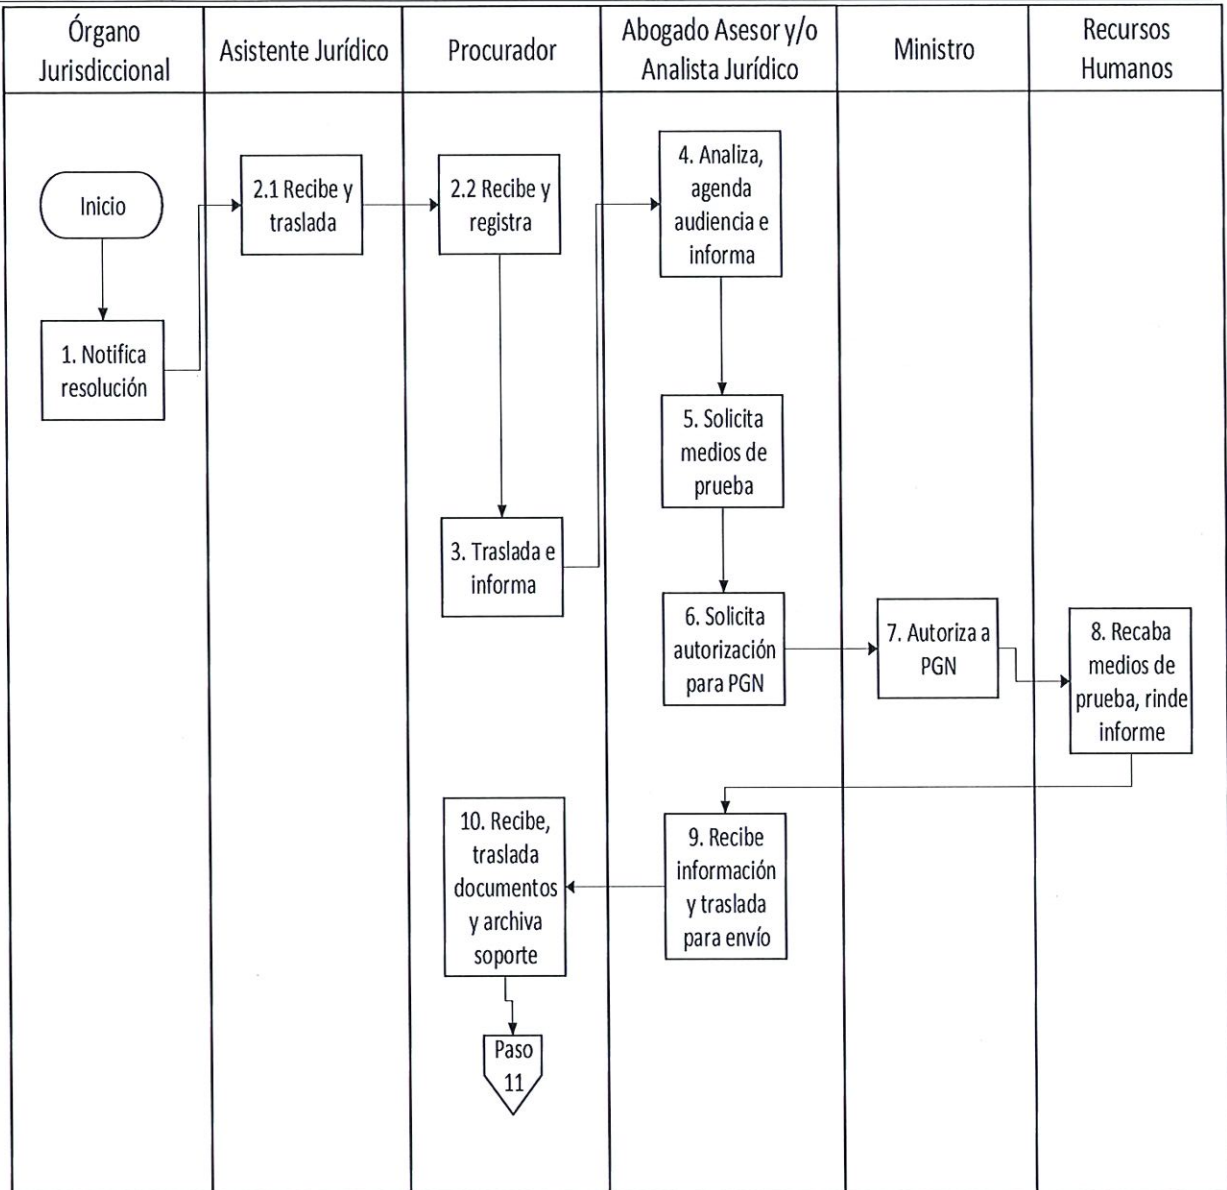 Órgano
Jurisdiccional
Asistente Jurídico
Procurador
Abogado Asesor y/o
Analista Jurídico
Ministro
Recursos
Humanos
Inicio
1. Notifica
resolución
2.1 Recibe y
traslada
2.2 Recibe y
registra
3. Traslada e
informa
4. Analiza,
agenda
audiencia e
informa
5. Solicita
medios de
prueba
6. Solicita
autorización
para PGN
7. Autoriza a
PGN
8. Recaba
medios de
prueba, rinde
informe
9. Recibe
información
y traslada
para envío
10. Recibe,
traslada
documentos
y archiva
soporte
Paso
11